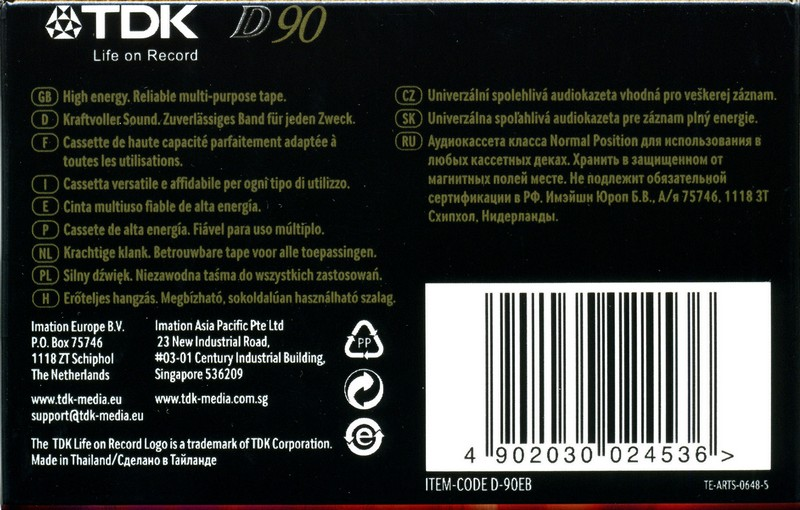 TDK D90
Life on Record
GB High energy. Reliable multi-purpose tape.
D Kraftvoller. Sound. Zuverlässiges Band für jeden Zweck.
F Cassette de haute capacité parfaitement adaptée à
toutes les utilisations.
I Cassetta versatile e affidabile per ogni tipo di utilizzo.
E Cinta multiuso fiable de alta energía.
P Cassete de alta energía. Fiável para uso múltiplo.
NL Krachtige klank. Betrouwbare tape voor alle toepassingen.
PL Silny dźwięk. Niezawodna taśma do wszystkich zastosowań.
H Erőteljes hangzás. Megbízható, sokoldalúan használható szalag.
CZ Univerzální spolehlivá audiokazeta vhodná pro veškerej záznam.
SK Univerzálna spoľahlivá audiokazeta pre záznam plný energie.
RU Аудиокассета класса Normal Position для использования в
любых кассетных деках. Хранить в защищенном от
магнитных полей месте. Не подлежит обязательной
сертификации в РФ. Имэйшн Юроп Б.В., А/я 75746, 1118 ЗТ
Схипхол, Нидерланды.
Imation Europe B.V.
P.O. Box 75746
1118 ZT Schiphol
The Netherlands
www.tdk-media.eu
support@tdk-media.eu
Imation Asia Pacific Pte Ltd
23 New Industrial Road,
#03-01 Century Industrial Building,
Singapore 536209
www.tdk-media.com.sg
PP
e
The TDK Life on Record Logo is a trademark of TDK Corporation.
Made in Thailand/Сделано в Таиланде
4 902030 024536 >
ITEM-CODE D-90EB
TE-ARTS-0648-5